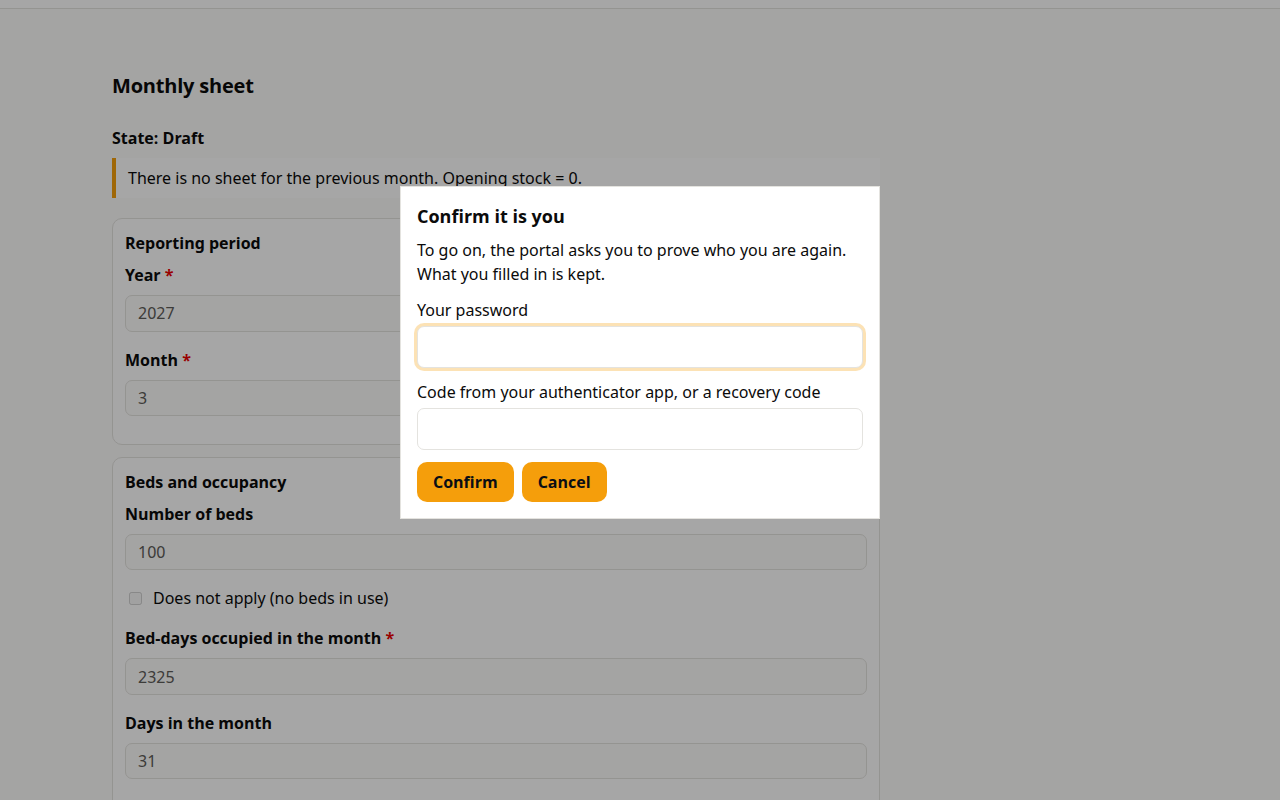 Monthly sheet
State: Draft
There is no sheet for the previous month. Opening stock = 0.
Reporting period
Year *
2027
Month *
3
Confirm it is you
To go on, the portal asks you to prove who you are again.
What you filled in is kept.
Your password
Code from your authenticator app, or a recovery code
Confirm Cancel
Beds and occupancy
Number of beds
100
Does not apply (no beds in use)
Bed-days occupied in the month *
2325
Days in the month
31